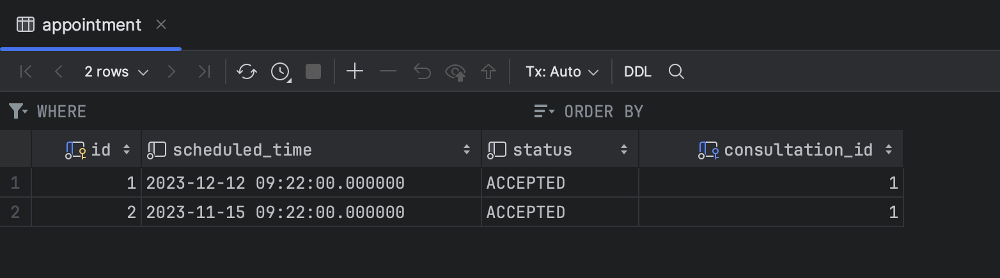 appointment
2 rows Tx: Auto DDL
WHERE ORDER BY
id scheduled_time status consultation_id
1 1 2023-12-12 09:22:00.000000 ACCEPTED 1
2 2 2023-11-15 09:22:00.000000 ACCEPTED 1